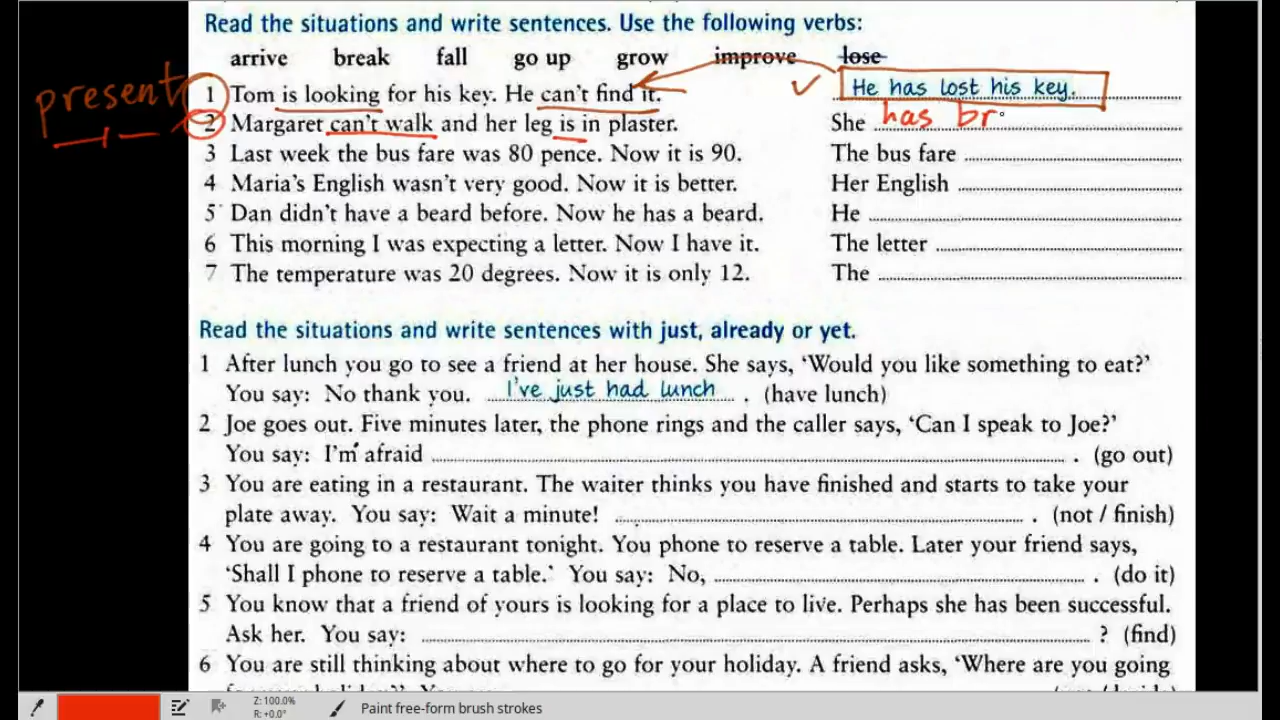 Read the situations and write sentences. Use the following verbs:
arrive break fall go up grow improve lose
present
1 Tom is looking for his key. He can't find it. He has lost his key.
2 Margaret can't walk and her leg is in plaster. She has br
3 Last week the bus fare was 80 pence. Now it is 90. The bus fare
4 Maria's English wasn't very good. Now it is better. Her English
5 Dan didn't have a beard before. Now he has a beard. He
6 This morning I was expecting a letter. Now I have it. The letter
7 The temperature was 20 degrees. Now it is only 12. The
Read the situations and write sentences with just, already or yet.
1 After lunch you go to see a friend at her house. She says, 'Would you like something to eat?'
You say: No thank you. I've just had lunch. (have lunch)
2 Joe goes out. Five minutes later, the phone rings and the caller says, 'Can I speak to Joe?'
You say: I'm afraid . (go out)
3 You are eating in a restaurant. The waiter thinks you have finished and starts to take your
plate away. You say: Wait a minute! . (not / finish)
4 You are going to a restaurant tonight. You phone to reserve a table. Later your friend says,
'Shall I phone to reserve a table.' You say: No, . (do it)
5 You know that a friend of yours is looking for a place to live. Perhaps she has been successful.
Ask her. You say: ? (find)
6 You are still thinking about where to go for your holiday. A friend asks, 'Where are you going
Z: 100.0%
R: +0.0°
Paint free-form brush strokes